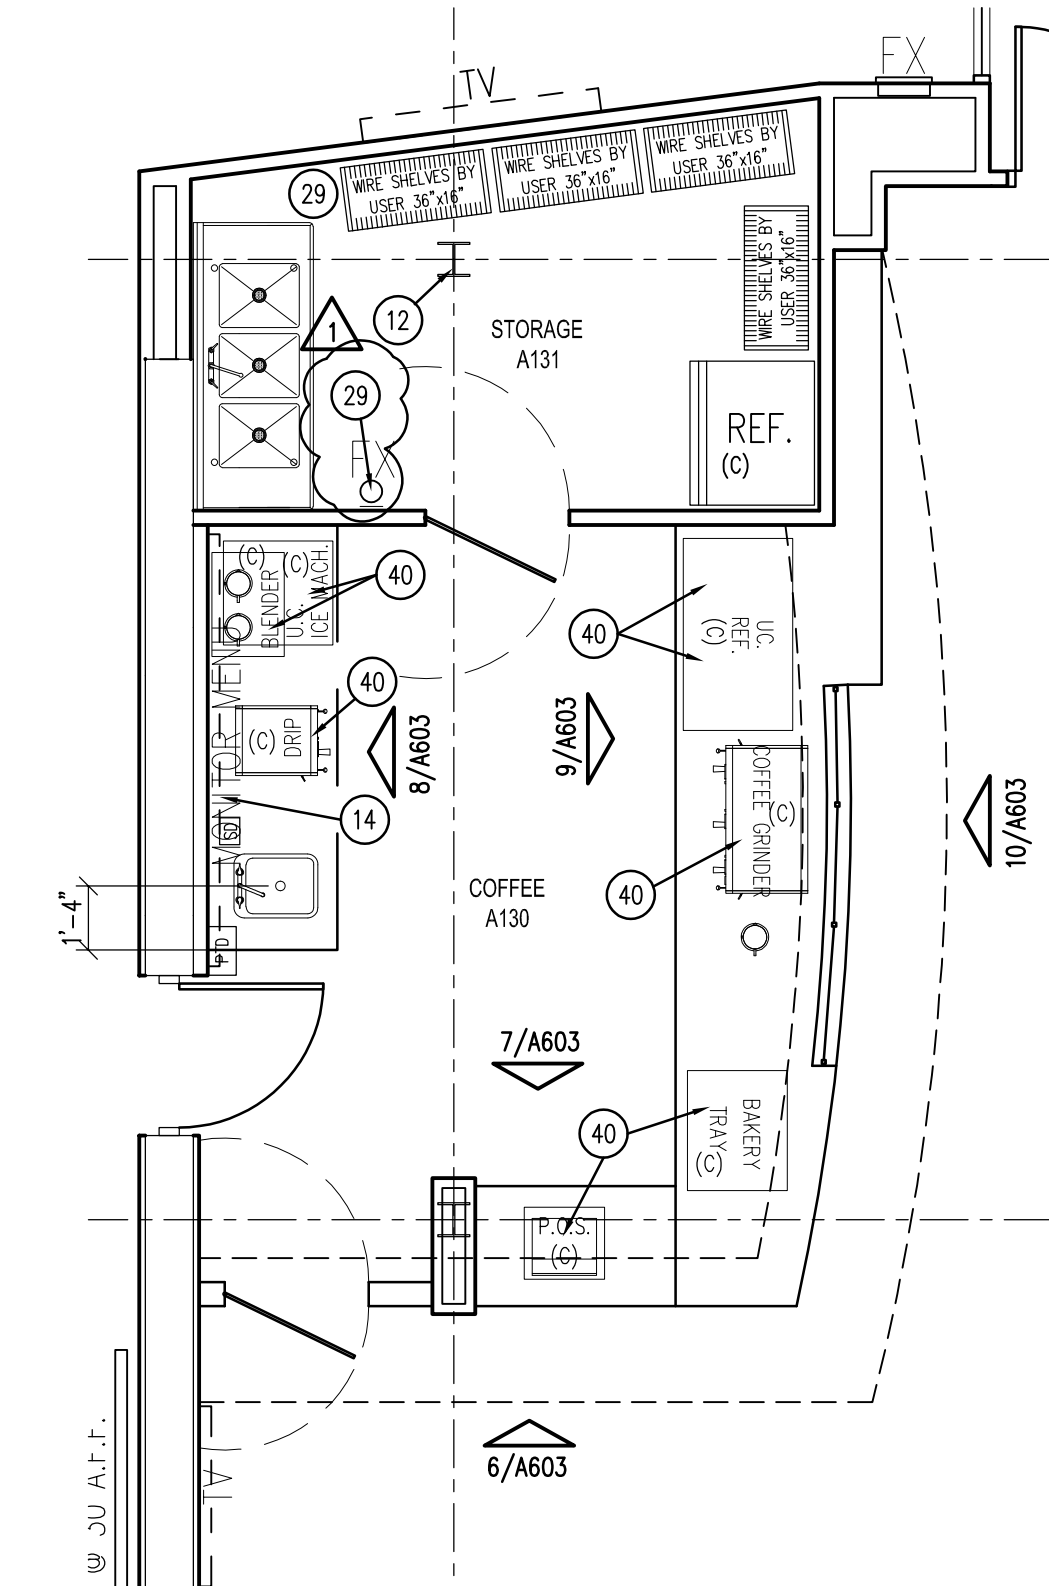 FX
TV
WIRE SHELVES BY
USER 36"x16"
WIRE SHELVES BY
USER 36"x16"
WIRE SHELVES BY
USER 36"x16"
29
WIRE SHELVES BY
USER 36"x16"
12
1
STORAGE
A131
29
FX
REF.
(C)
(C)
(C)
BLENDER
U.C.
ICE MACH.
40
40
U.C.
REF.
(C)
40
MONITOR MENU
(C)
DRIP
8/A603
9/A603
14
SD
COFFEE GRINDER
(C)
10/A603
40
COFFEE
A130
1'-4"
PTD
7/A603
40
BAKERY
TRAY
(C)
P.O.S.
(C)
6/A603
TV